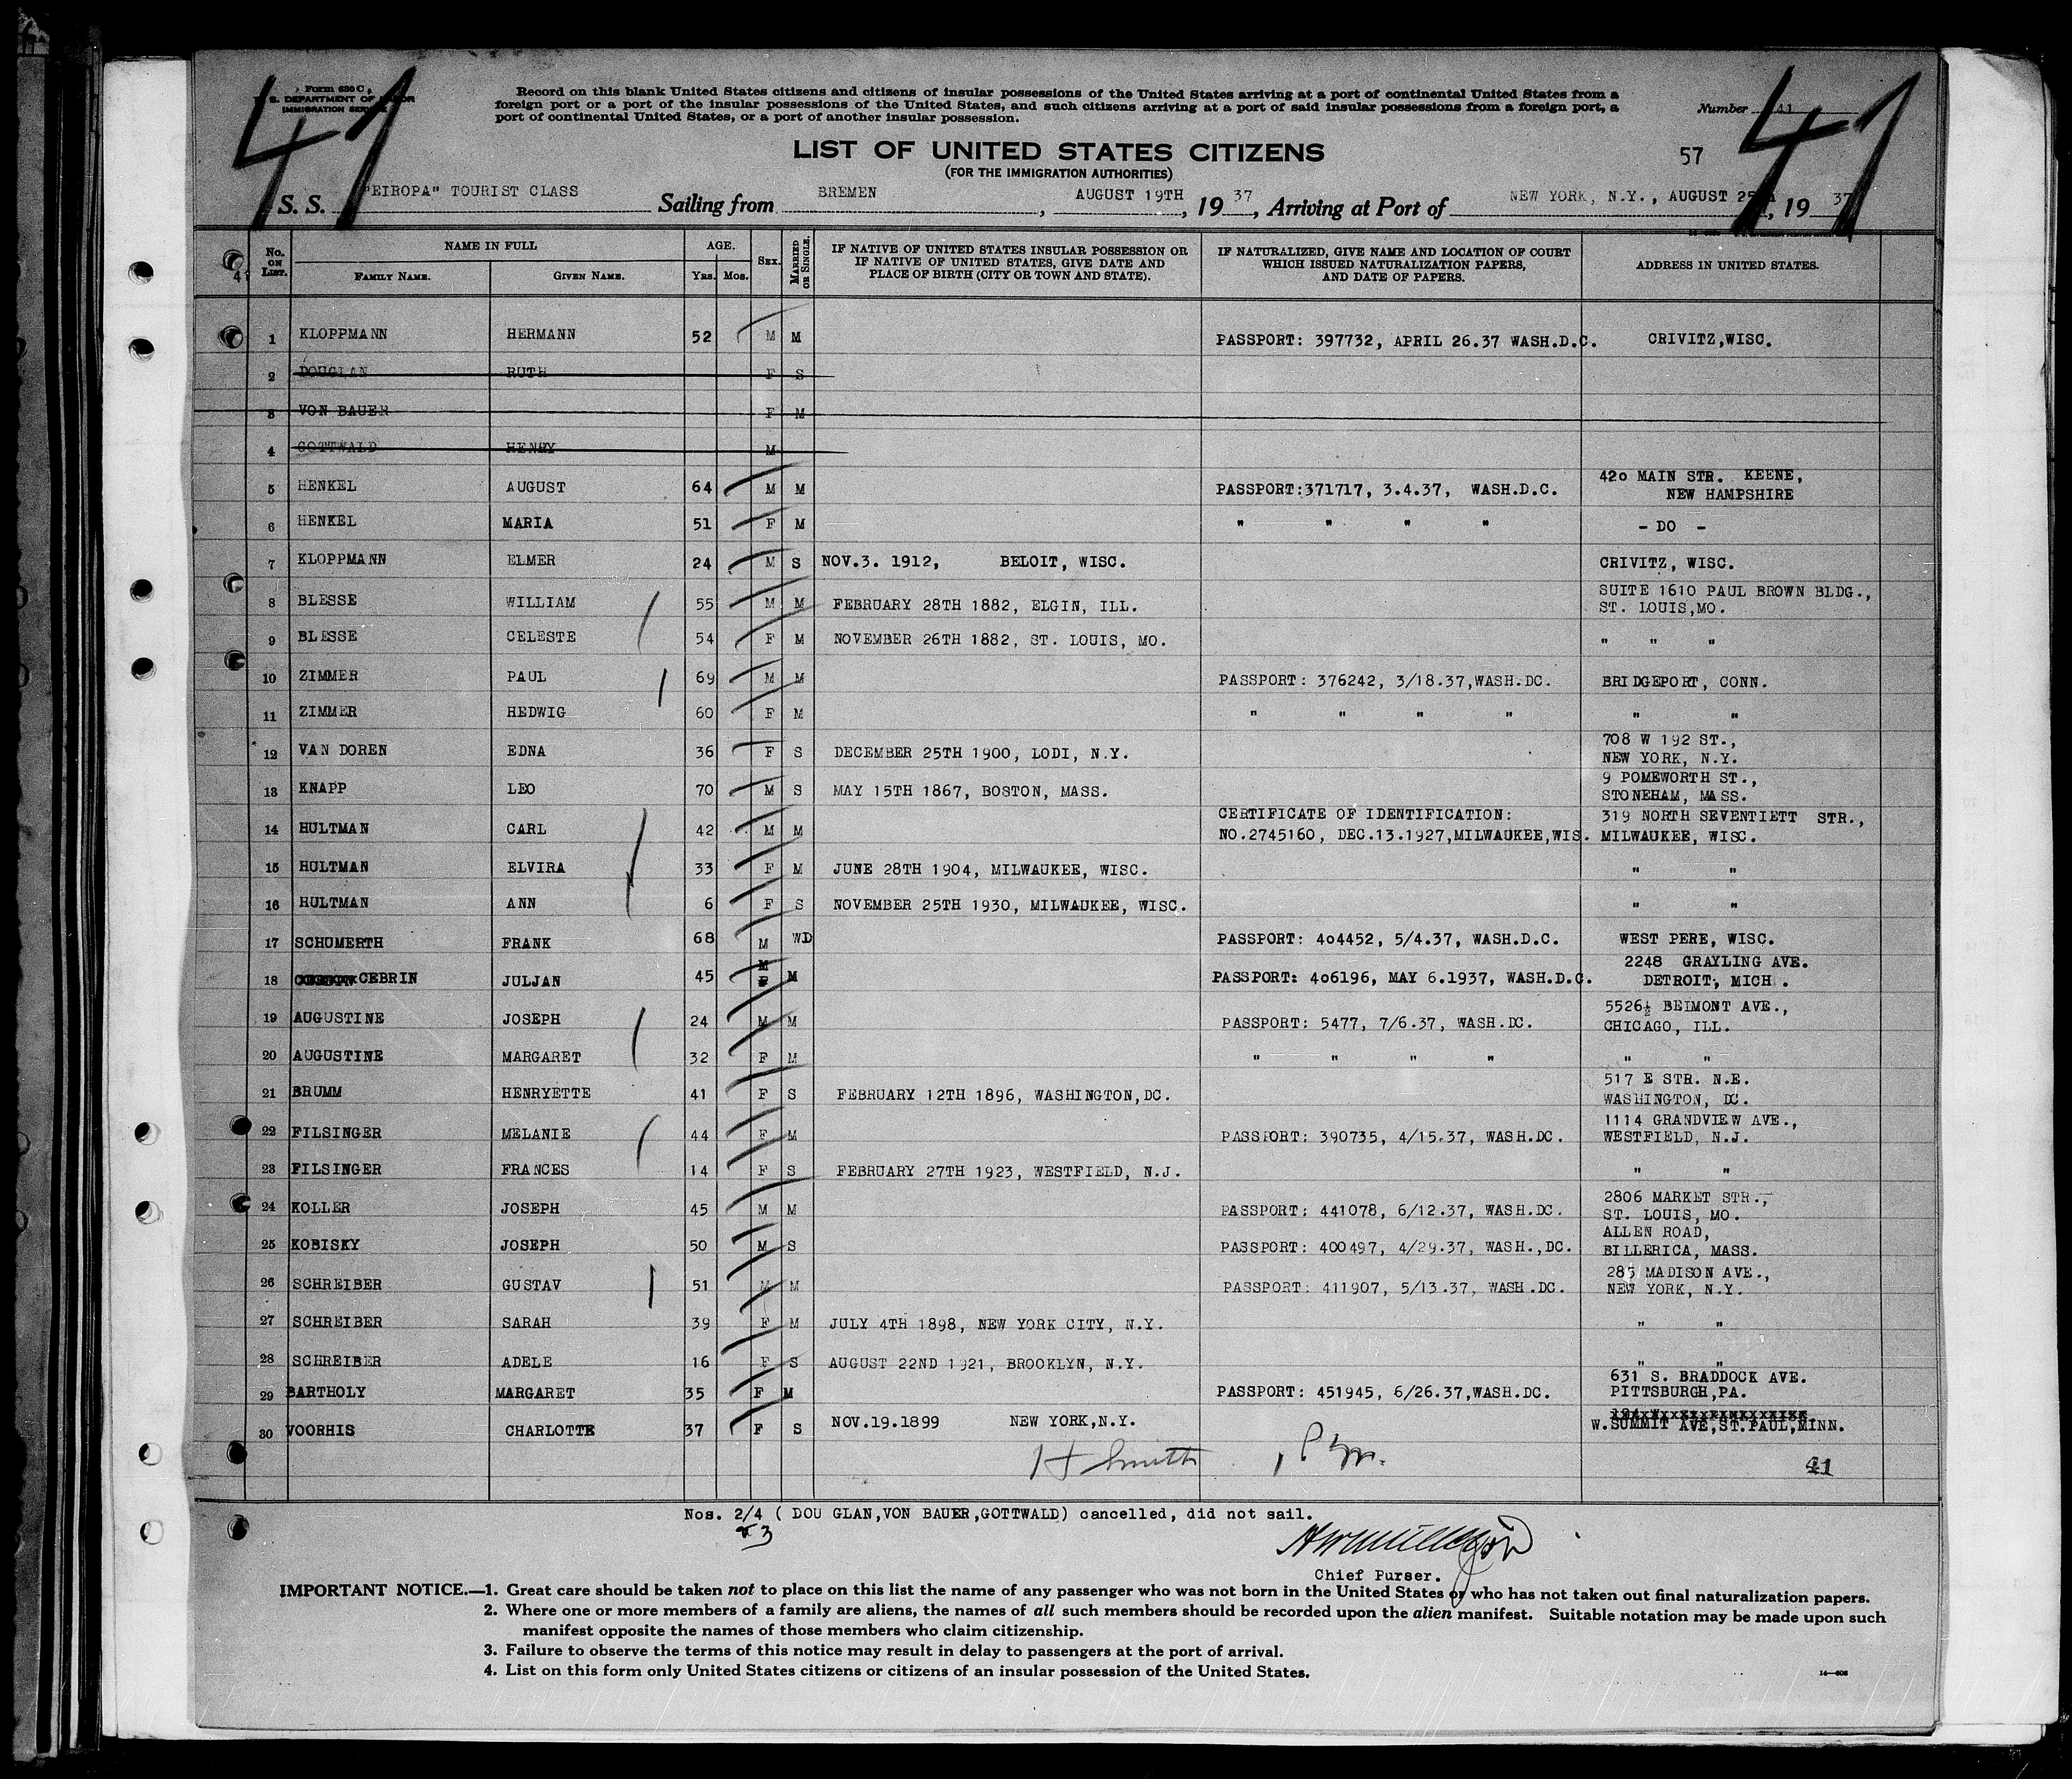 Form 630 C
U. S. DEPARTMENT OF LABOR
IMMIGRATION SERVICE
41
Record on this blank United States citizens and citizens of insular possessions of the United States arriving at a port of continental United States from a
foreign port or a port of the insular possessions of the United States, and such citizens arriving at a port of said insular possessions from a foreign port, a
port of continental United States, or a port of another insular possession.
Number 41
41
LIST OF UNITED STATES CITIZENS
57
(FOR THE IMMIGRATION AUTHORITIES)
S. S. "EIROPA" TOURIST CLASS Sailing from BREMEN, AUGUST 19TH, 19 37, Arriving at Port of NEW YORK, N.Y., AUGUST 25, 19 37
No. ON LIST. NAME IN FULL AGE. SEX. MARRIED OR SINGLE. IF NATIVE OF UNITED STATES INSULAR POSSESSION OR IF NATIVE OF UNITED STATES, GIVE DATE AND PLACE OF BIRTH (CITY OR TOWN AND STATE). IF NATURALIZED, GIVE NAME AND LOCATION OF COURT WHICH ISSUED NATURALIZATION PAPERS, AND DATE OF PAPERS. ADDRESS IN UNITED STATES.
4 FAMILY NAME. GIVEN NAME. YRS. MOS.
1 KLOPPMANN HERMANN 52 M M PASSPORT: 397732, APRIL 26.37 WASH.D.C. CRIVITZ,WISC.
2 DOUGLAN RUTH F S
3 VON BAUER F M
4 GOTTWALD HENRY M
5 HENKEL AUGUST 64 M M PASSPORT:371717, 3.4.37, WASH.D.C. 420 MAIN STR. KEENE, NEW HAMPSHIRE
6 HENKEL MARIA 51 F M " " " " - DO -
7 KLOPPMANN ELMER 24 M S NOV.3. 1912, BELOIT, WISC. CRIVITZ, WISC.
8 BLESSE WILLIAM 55 M M FEBRUARY 28TH 1882, ELGIN, ILL. SUITE 1610 PAUL BROWN BLDG., ST. LOUIS,MO.
9 BLESSE CELESTE 54 F M NOVEMBER 26TH 1882, ST. LOUIS, MO. " " "
10 ZIMMER PAUL 69 M M PASSPORT: 376242, 3/18.37,WASH.DC. BRIDGEPORT, CONN.
11 ZIMMER HEDWIG 60 F M " " " " " "
12 VAN DOREN EDNA 36 F S DECEMBER 25TH 1900, LODI, N.Y. 708 W 192 ST., NEW YORK, N.Y.
13 KNAPP LEO 70 M S MAY 15TH 1867, BOSTON, MASS. 9 POMEWORTH ST., STONEHAM, MASS.
14 HULTMAN CARL 42 M M CERTIFICATE OF IDENTIFICATION: NO.2745160, DEC.13.1927,MILWAUKEE,WIS. 319 NORTH SEVENTIETT STR., MILWAUKEE, WISC.
15 HULTMAN ELVIRA 33 F M JUNE 28TH 1904, MILWAUKEE, WISC. " "
16 HULTMAN ANN 6 F S NOVEMBER 25TH 1930, MILWAUKEE, WISC. " "
17 SCHUMERTH FRANK 68 M WD PASSPORT: 404452, 5/4.37, WASH.D.C. WEST PERE, WISC.
18 CEBRIN JULJAN 45 M F M PASSPORT: 406196, MAY 6.1937, WASH.D.C. 2248 GRAYLING AVE. DETROIT, MICH.
19 AUGUSTINE JOSEPH 24 M M PASSPORT: 5477, 7/6.37, WASH.DC. 5526½ BEIMONT AVE., CHICAGO, ILL.
20 AUGUSTINE MARGARET 32 F M " " " " " "
21 BRUMM HENRYETTE 41 F S FEBRUARY 12TH 1896, WASHINGTON,DC. 517 E STR. N.E. WASHINGTON, DC.
22 FILSINGER MELANIE 44 F M PASSPORT: 390735, 4/15.37, WASH.DC. 1114 GRANDVIEW AVE., WESTFIELD, N.J.
23 FILSINGER FRANCES 14 F S FEBRUARY 27TH 1923, WESTFIELD, N.J. " "
24 KOLLER JOSEPH 45 M M PASSPORT: 441078, 6/12.37, WASH.DC. 2806 MARKET STR., ST. LOUIS, MO.
25 KOBISKY JOSEPH 50 M S PASSPORT: 400497, 4/29.37, WASH.,DC. ALLEN ROAD, BILLERICA, MASS.
26 SCHREIBER GUSTAV 51 M M PASSPORT: 411907, 5/13.37, WASH.DC. 285 MADISON AVE., NEW YORK, N.Y.
27 SCHREIBER SARAH 39 F M JULY 4TH 1898, NEW YORK CITY, N.Y. " "
28 SCHREIBER ADELE 16 F S AUGUST 22ND 1921, BROOKLYN, N.Y. " "
29 BARTHOLY MARGARET 35 F M PASSPORT: 451945, 6/26.37,WASH.DC. 631 S. BRADDOCK AVE. PITTSBURGH,PA.
30 VOORHIS CHARLOTTE 37 F S NOV.19.1899 NEW YORK,N.Y. W.SUMMIT AVE,ST.PAUL,MINN.
H Smith
41
Nos. 2/4 ( DOU GLAN,VON BAUER,GOTTWALD) cancelled, did not sail.
& 3
Chief Purser.
IMPORTANT NOTICE.—1. Great care should be taken not to place on this list the name of any passenger who was not born in the United States or who has not taken out final naturalization papers.
2. Where one or more members of a family are aliens, the names of all such members should be recorded upon the alien manifest. Suitable notation may be made upon such
manifest opposite the names of those members who claim citizenship.
3. Failure to observe the terms of this notice may result in delay to passengers at the port of arrival.
4. List on this form only United States citizens or citizens of an insular possession of the United States.